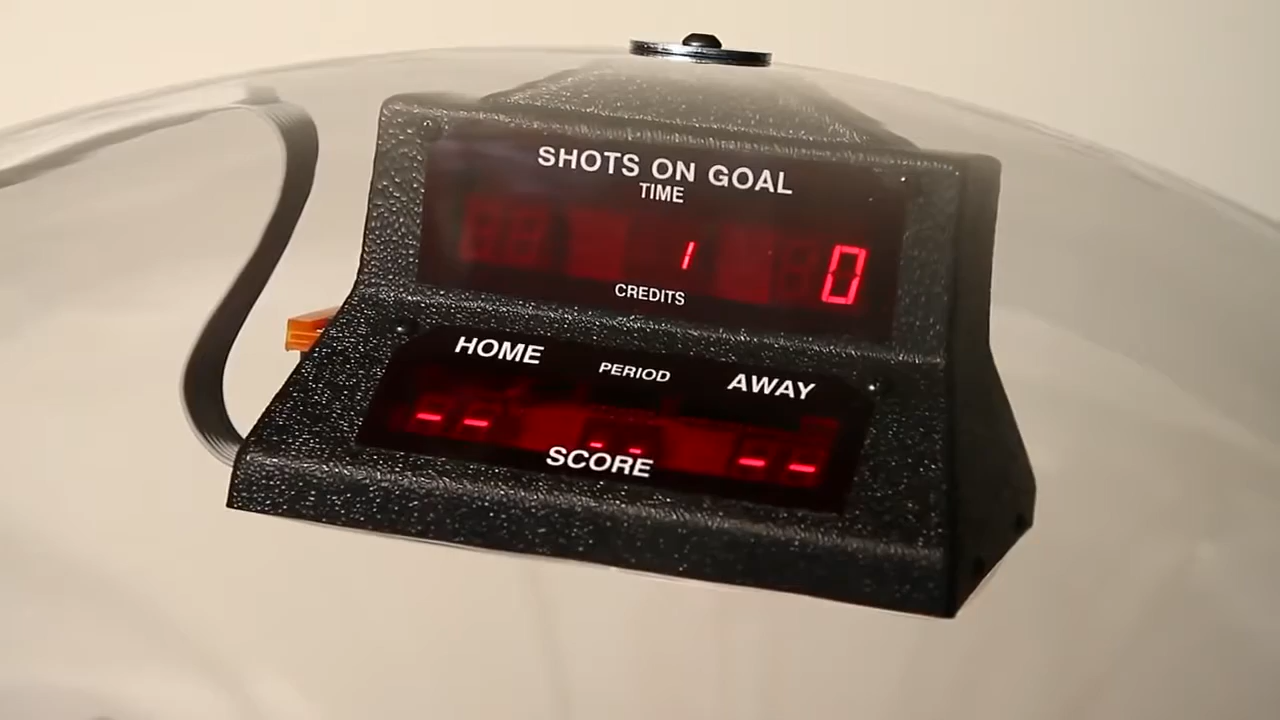 SHOTS ON GOAL
TIME
1 0
CREDITS
HOME PERIOD AWAY
-- -- --
SCORE